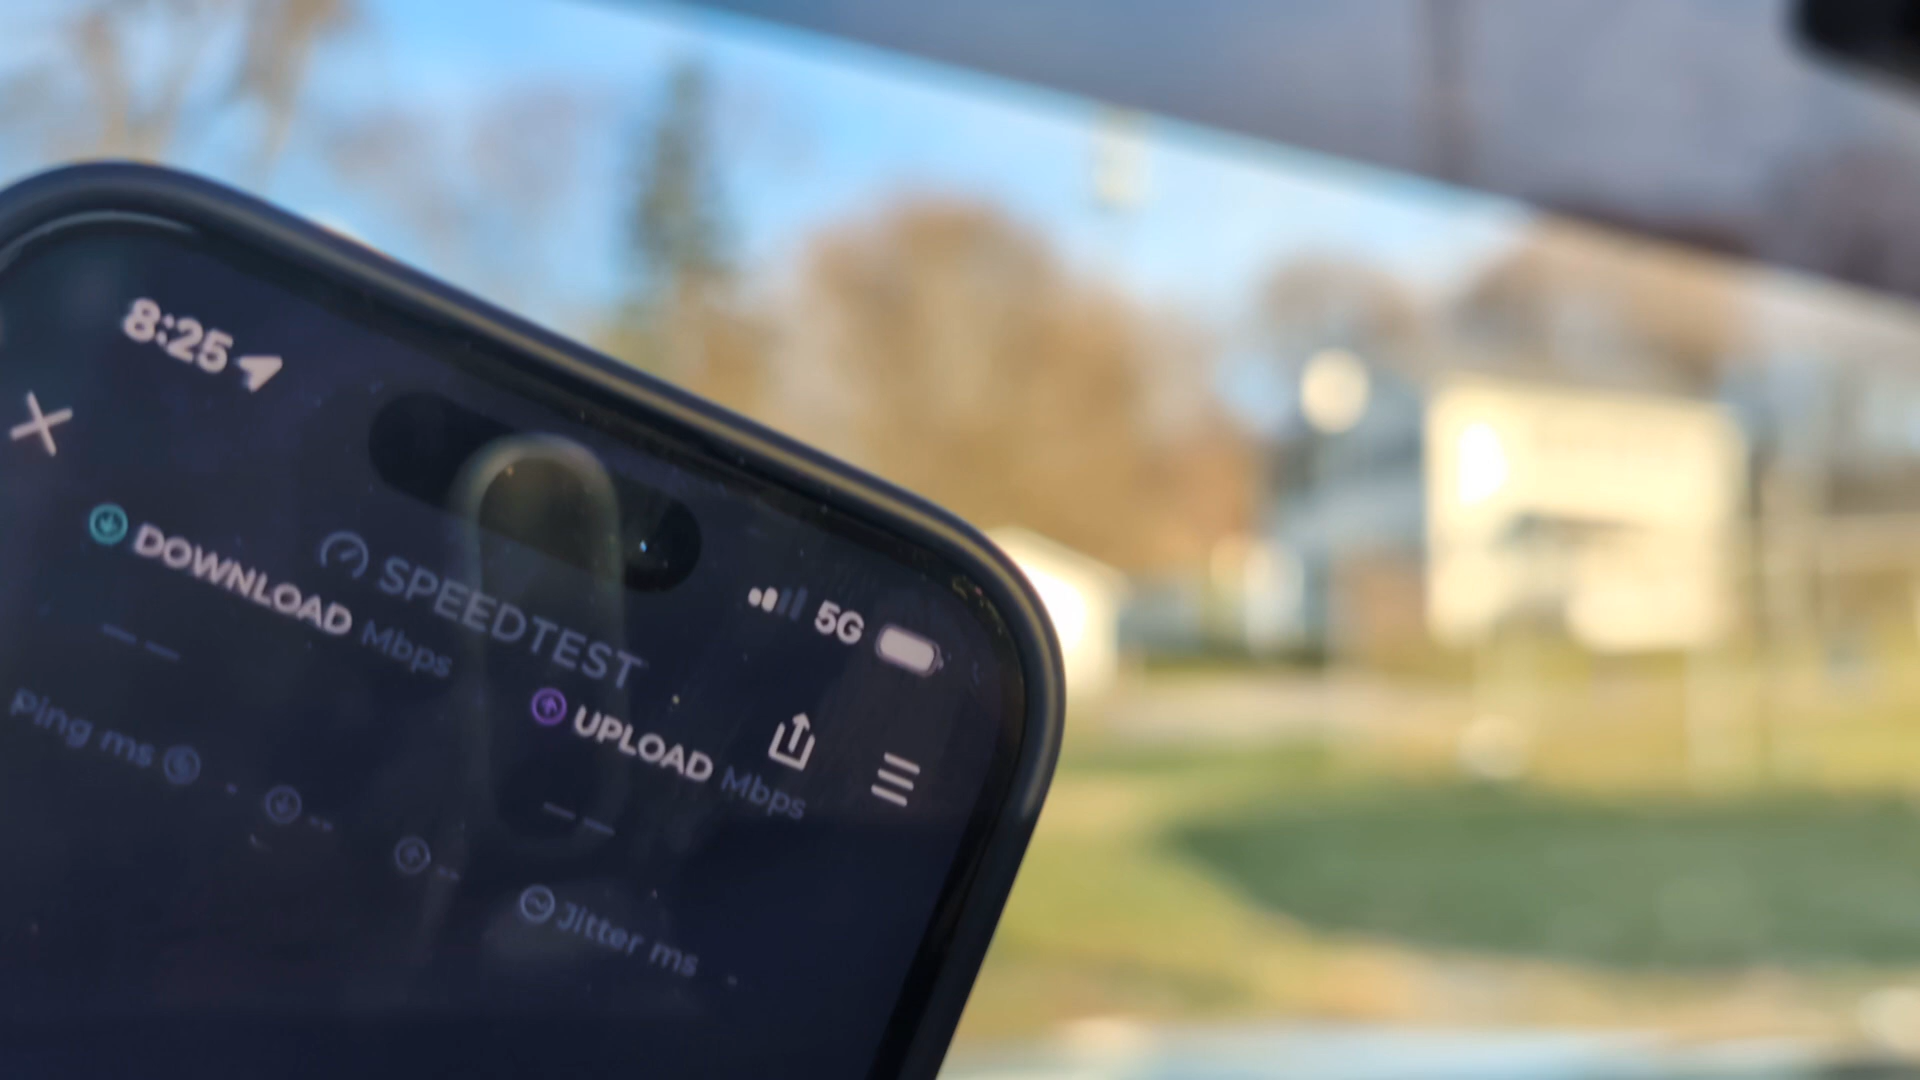 8:25
5G
SPEEDTEST
DOWNLOAD Mbps
— —
UPLOAD Mbps
— —
Ping ms - -- --
Jitter ms -